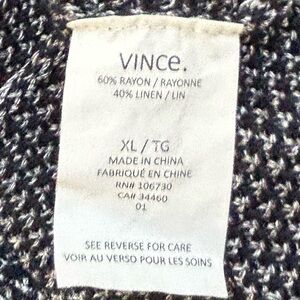 VINCE.
60% RAYON / RAYONNE
40% LINEN / LIN
XL / TG
MADE IN CHINA
FABRIQUÉ EN CHINE
RN# 106730
CA# 34460
01
SEE REVERSE FOR CARE
VOIR AU VERSO POUR LES SOINS